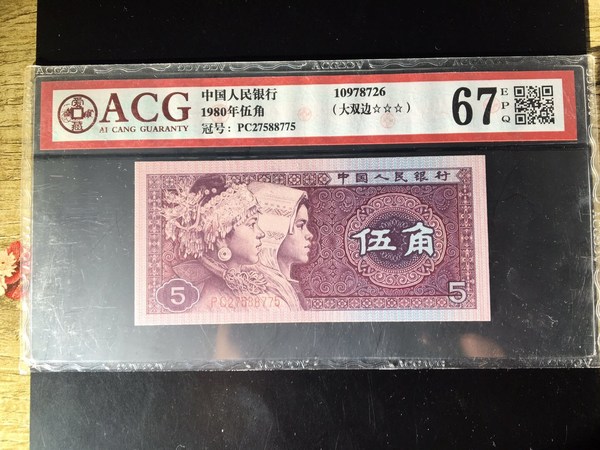 ACG
AI CANG GUARANTY
中国人民银行
1980年伍角
冠号：PC27588775
10978726
（大双边☆☆☆）
67
EPQ
中国人民银行
伍角
5
PC27588775
5